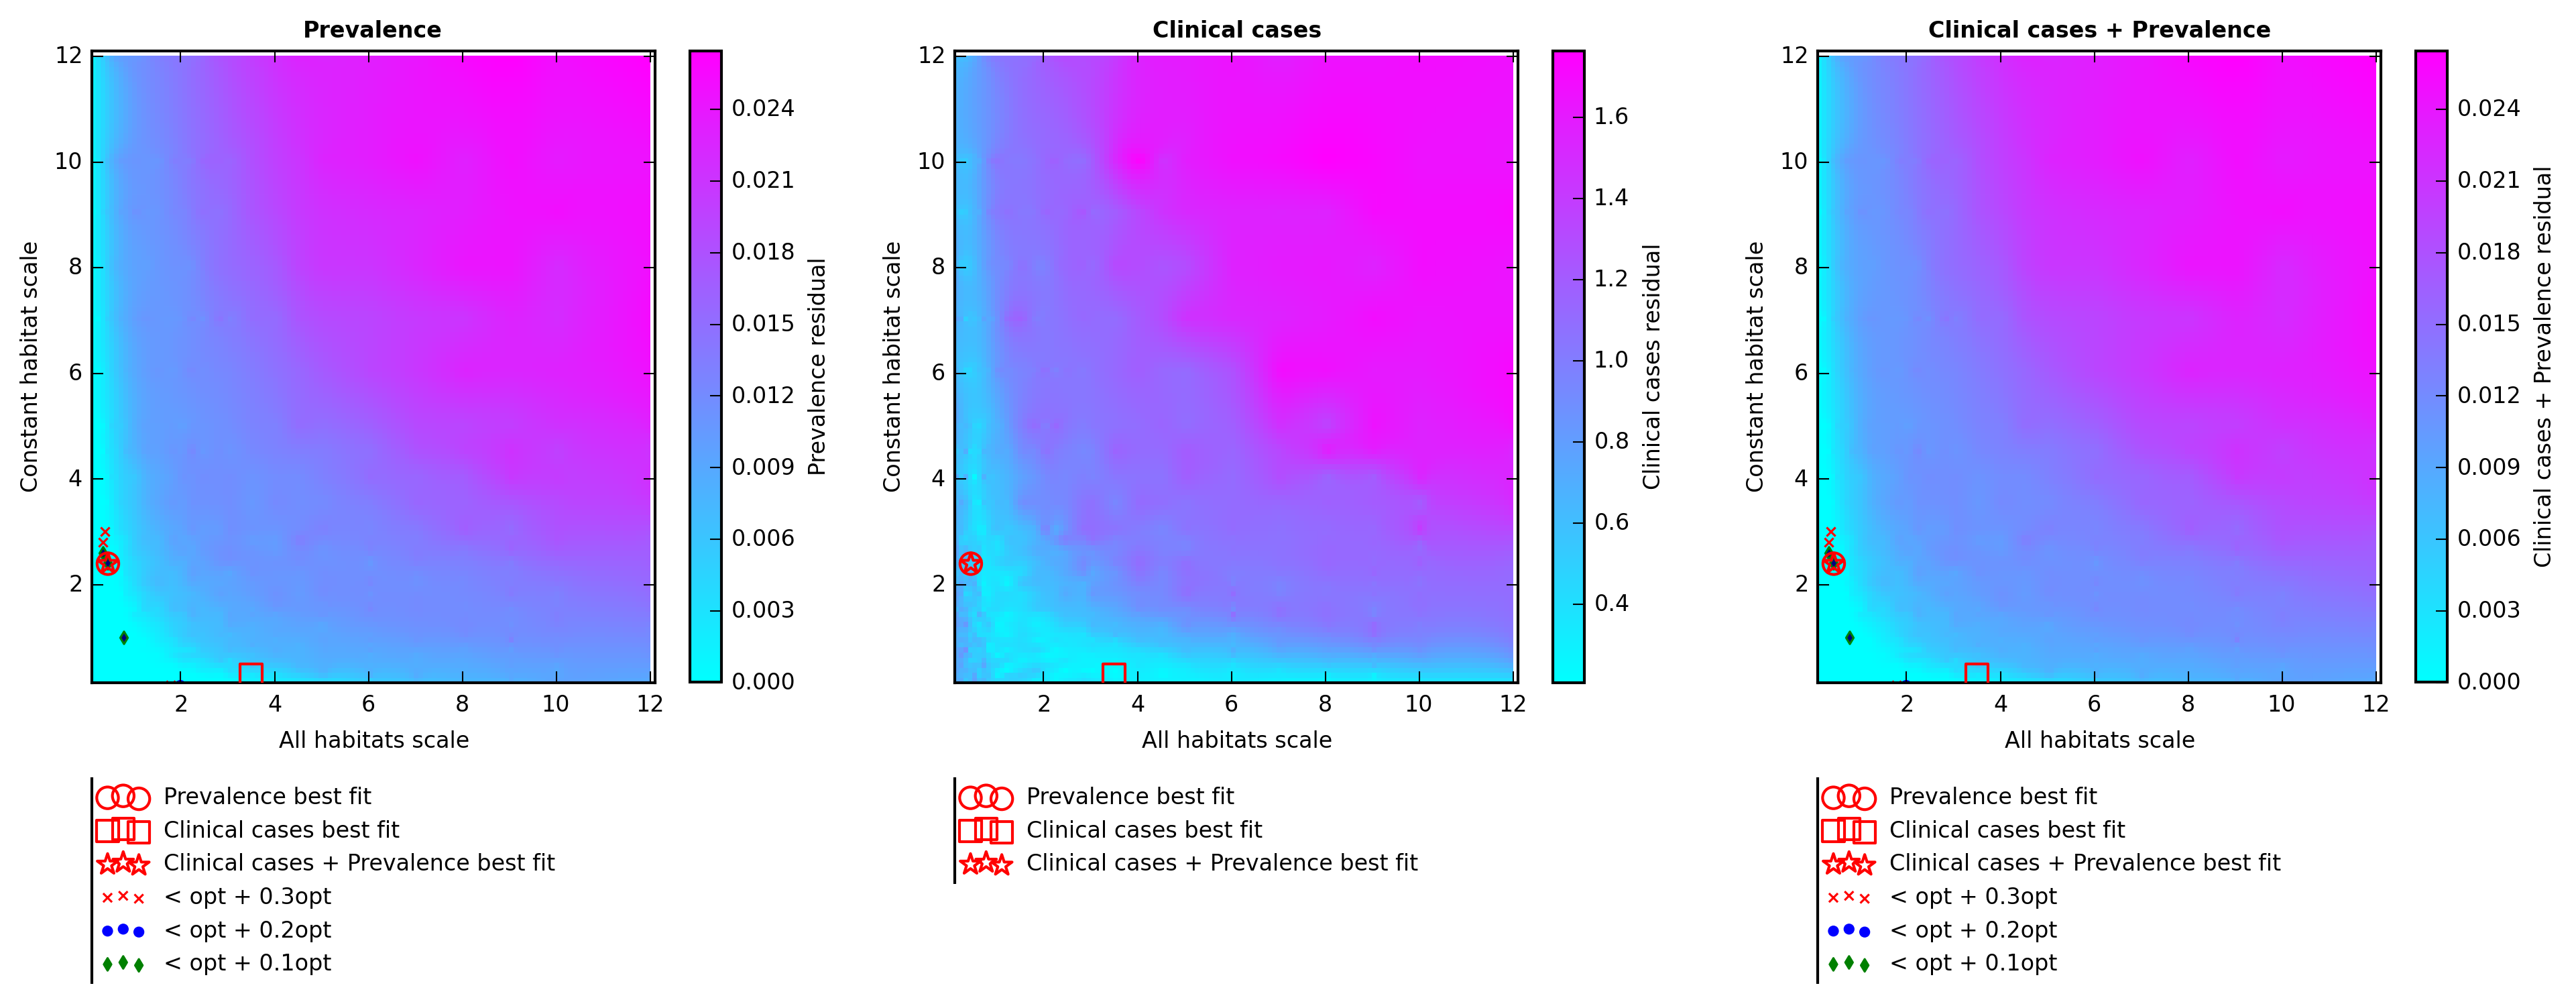 Prevalence
12
10
8
6
4
2
Constant habitat scale
2 4 6 8 10 12
All habitats scale
0.024
0.021
0.018
0.015
0.012
0.009
0.006
0.003
0.000
Prevalence residual
Prevalence best fit
Clinical cases best fit
Clinical cases + Prevalence best fit
< opt + 0.3opt
< opt + 0.2opt
< opt + 0.1opt
Clinical cases
12
10
8
6
4
2
Constant habitat scale
2 4 6 8 10 12
All habitats scale
1.6
1.4
1.2
1.0
0.8
0.6
0.4
Clinical cases residual
Prevalence best fit
Clinical cases best fit
Clinical cases + Prevalence best fit
Clinical cases + Prevalence
12
10
8
6
4
2
Constant habitat scale
2 4 6 8 10 12
All habitats scale
0.024
0.021
0.018
0.015
0.012
0.009
0.006
0.003
0.000
Clinical cases + Prevalence residual
Prevalence best fit
Clinical cases best fit
Clinical cases + Prevalence best fit
< opt + 0.3opt
< opt + 0.2opt
< opt + 0.1opt